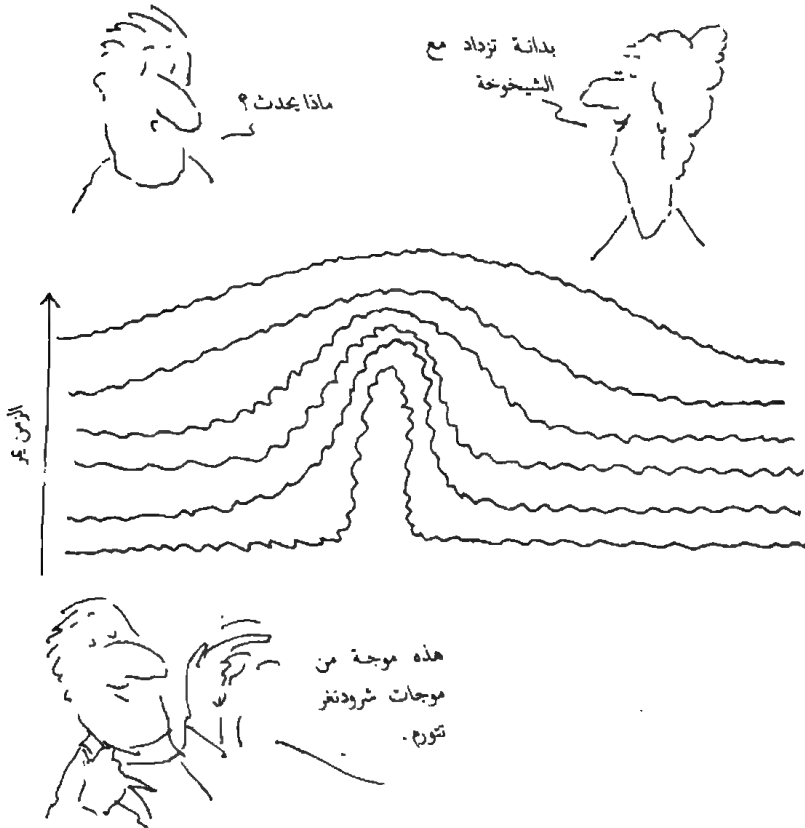 ماذا يحدث؟
بدانة تزداد مع
الشيخوخة
الزمن يمر
هذه موجة من
موجات شرودنغر
تتورم.